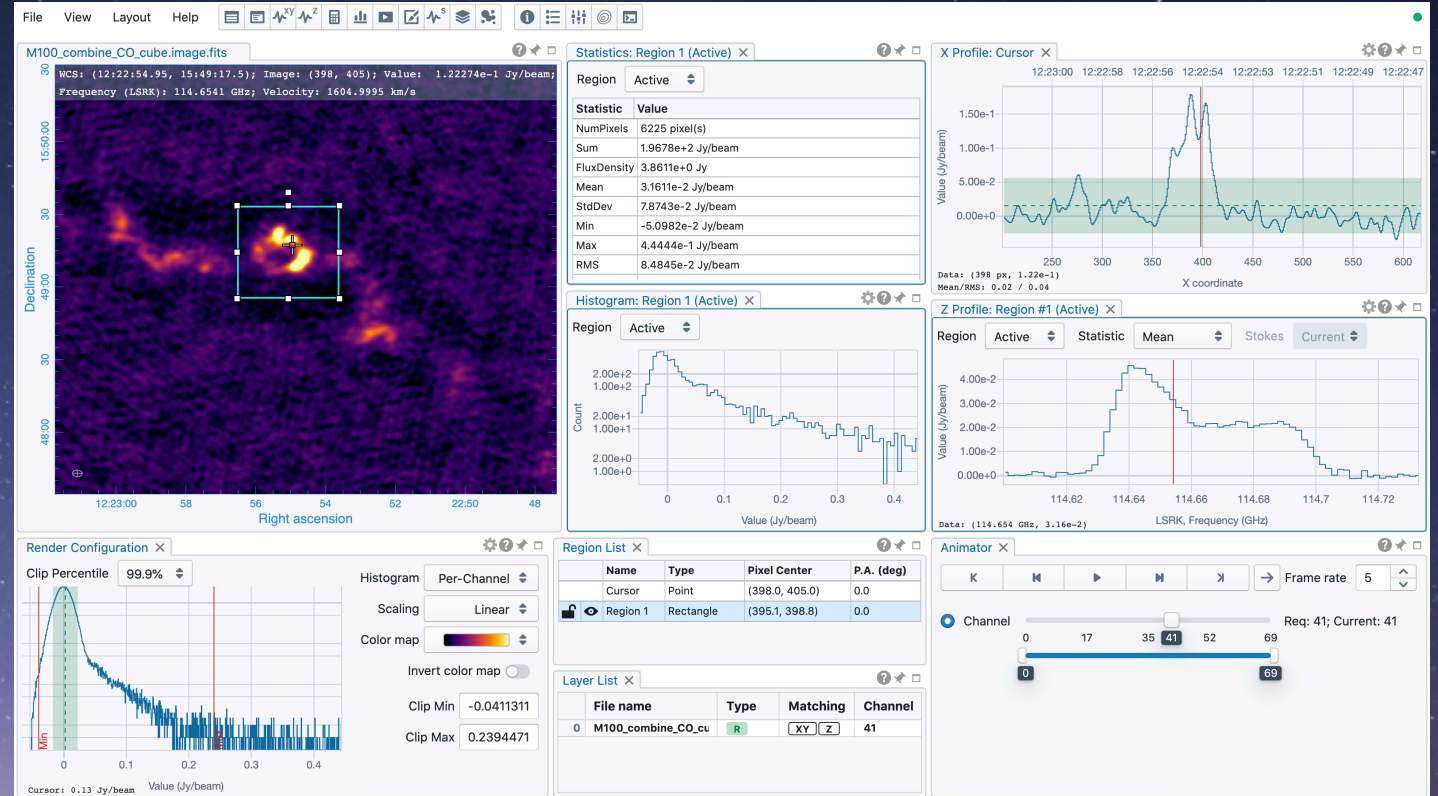 File View Layout Help
M100_combine_CO_cube.image.fits
WCS: (12:22:54.95, 15:49:17.5); Image: (398, 405); Value: 1.22274e-1 Jy/beam;
Frequency (LSRK): 114.6541 GHz; Velocity: 1604.9995 km/s
30
15:50:00
30
49:00
30
48:00
Declination
12:23:00 58 56 54 52 22:50 48
Right ascension
Statistics: Region 1 (Active)
Region Active
Statistic Value
NumPixels 6225 pixel(s)
Sum 1.9678e+2 Jy/beam
FluxDensity 3.8611e+0 Jy
Mean 3.1611e-2 Jy/beam
StdDev 7.8743e-2 Jy/beam
Min -5.0982e-2 Jy/beam
Max 4.4444e-1 Jy/beam
RMS 8.4845e-2 Jy/beam
Histogram: Region 1 (Active)
Region Active
Count
2.00e+2
1.00e+2
2.00e+1
1.00e+1
2.00e+0
1.00e+0
0 0.1 0.2 0.3 0.4
Value (Jy/beam)
X Profile: Cursor
12:23:00 12:22:58 12:22:56 12:22:54 12:22:53 12:22:51 12:22:49 12:22:47
Value (Jy/beam)
1.50e-1
1.00e-1
5.00e-2
0.00e+0
250 300 350 400 450 500 550 600
Data: (398 px, 1.22e-1)
Mean/RMS: 0.02 / 0.04
X coordinate
Z Profile: Region #1 (Active)
Region Active Statistic Mean Stokes Current
Value (Jy/beam)
4.00e-2
3.00e-2
2.00e-2
1.00e-2
0.00e+0
114.62 114.64 114.66 114.68 114.7 114.72
Data: (114.654 GHz, 3.16e-2)
LSRK, Frequency (GHz)
Render Configuration
Clip Percentile 99.9%
Min
0 0.1 0.2 0.3 0.4
Cursor: 0.13 Jy/beam
Value (Jy/beam)
Histogram Per-Channel
Scaling Linear
Color map
Invert color map
Clip Min -0.0411311
Clip Max 0.2394471
Region List
Name Type Pixel Center P.A. (deg)
Cursor Point (398.0, 405.0) 0.0
Region 1 Rectangle (395.1, 398.8) 0.0
Layer List
File name Type Matching Channel
0 M100_combine_CO_cu R XY Z 41
Animator
Frame rate 5
Channel
0 17 35 41 52 69
Req: 41; Current: 41
0 69